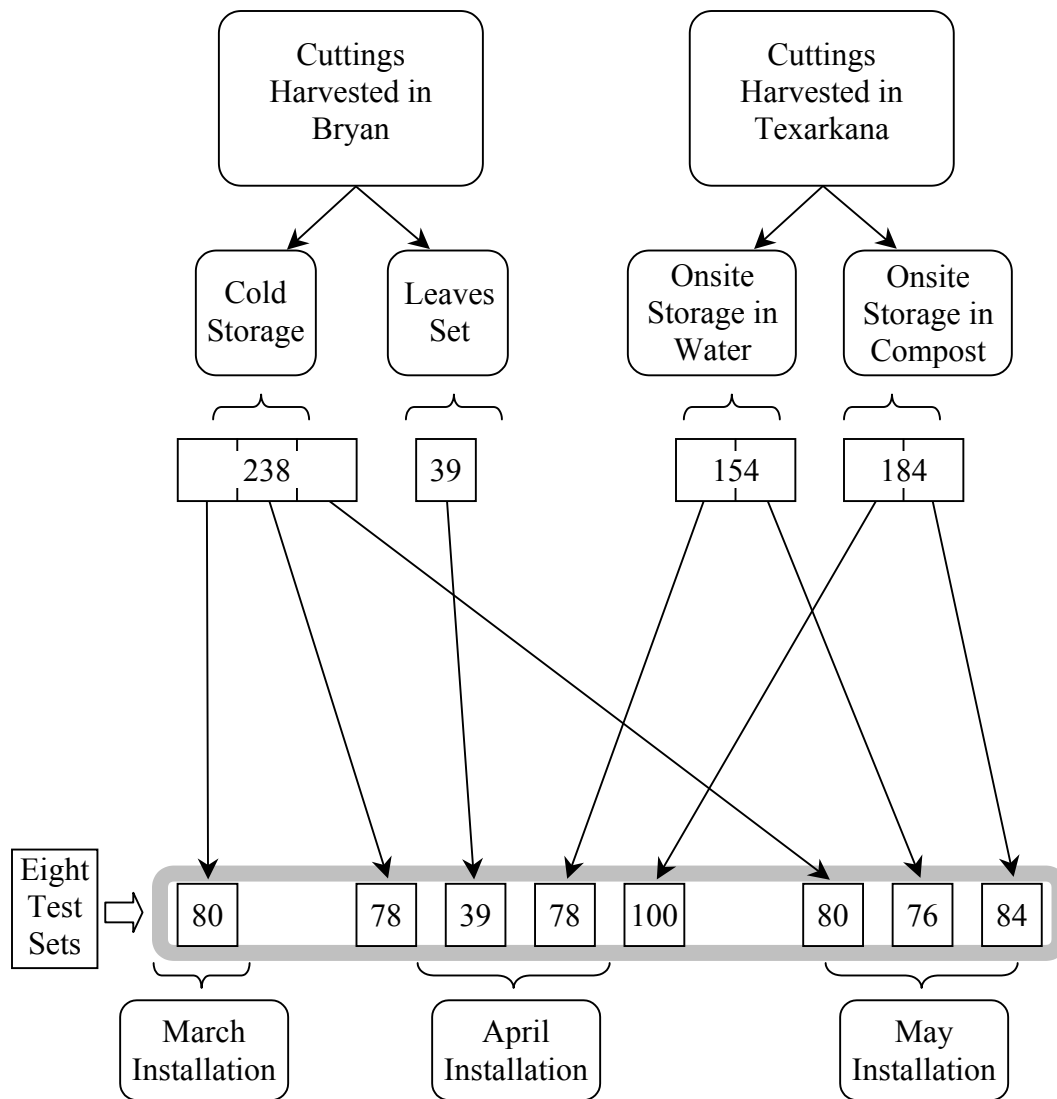 Cuttings
Harvested in
Bryan
Cuttings
Harvested in
Texarkana
Cold
Storage
Leaves
Set
Onsite
Storage in
Water
Onsite
Storage in
Compost
238
39
154
184
Eight
Test
Sets
80
78
39
78
100
80
76
84
March
Installation
April
Installation
May
Installation